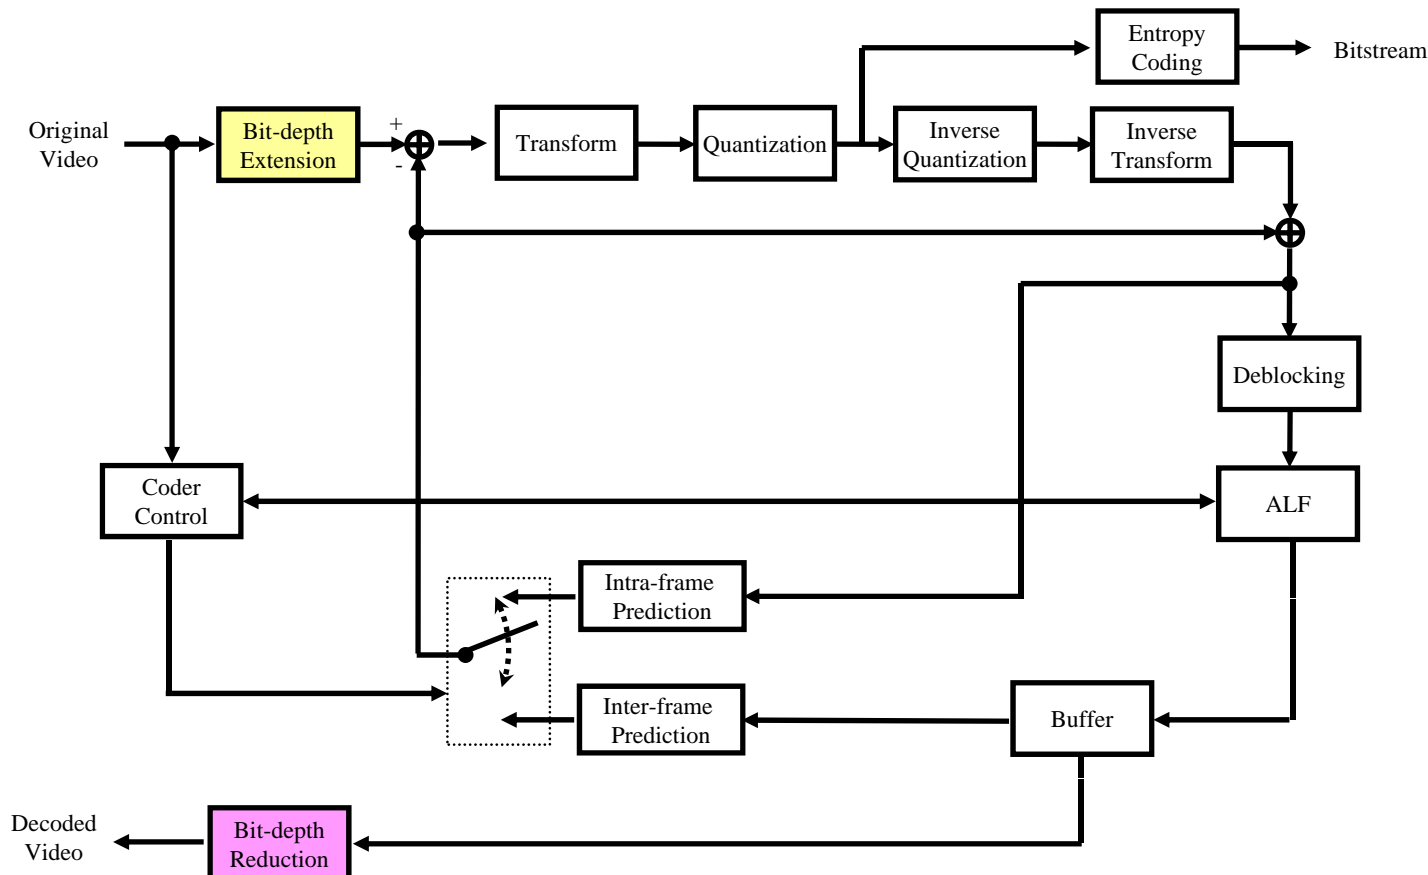 Entropy
Coding
Bitstream
Original
Video
Bit-depth
Extension
+
-
Transform
Quantization
Inverse
Quantization
Inverse
Transform
Deblocking
Coder
Control
ALF
Intra-frame
Prediction
Inter-frame
Prediction
Buffer
Decoded
Video
Bit-depth
Reduction